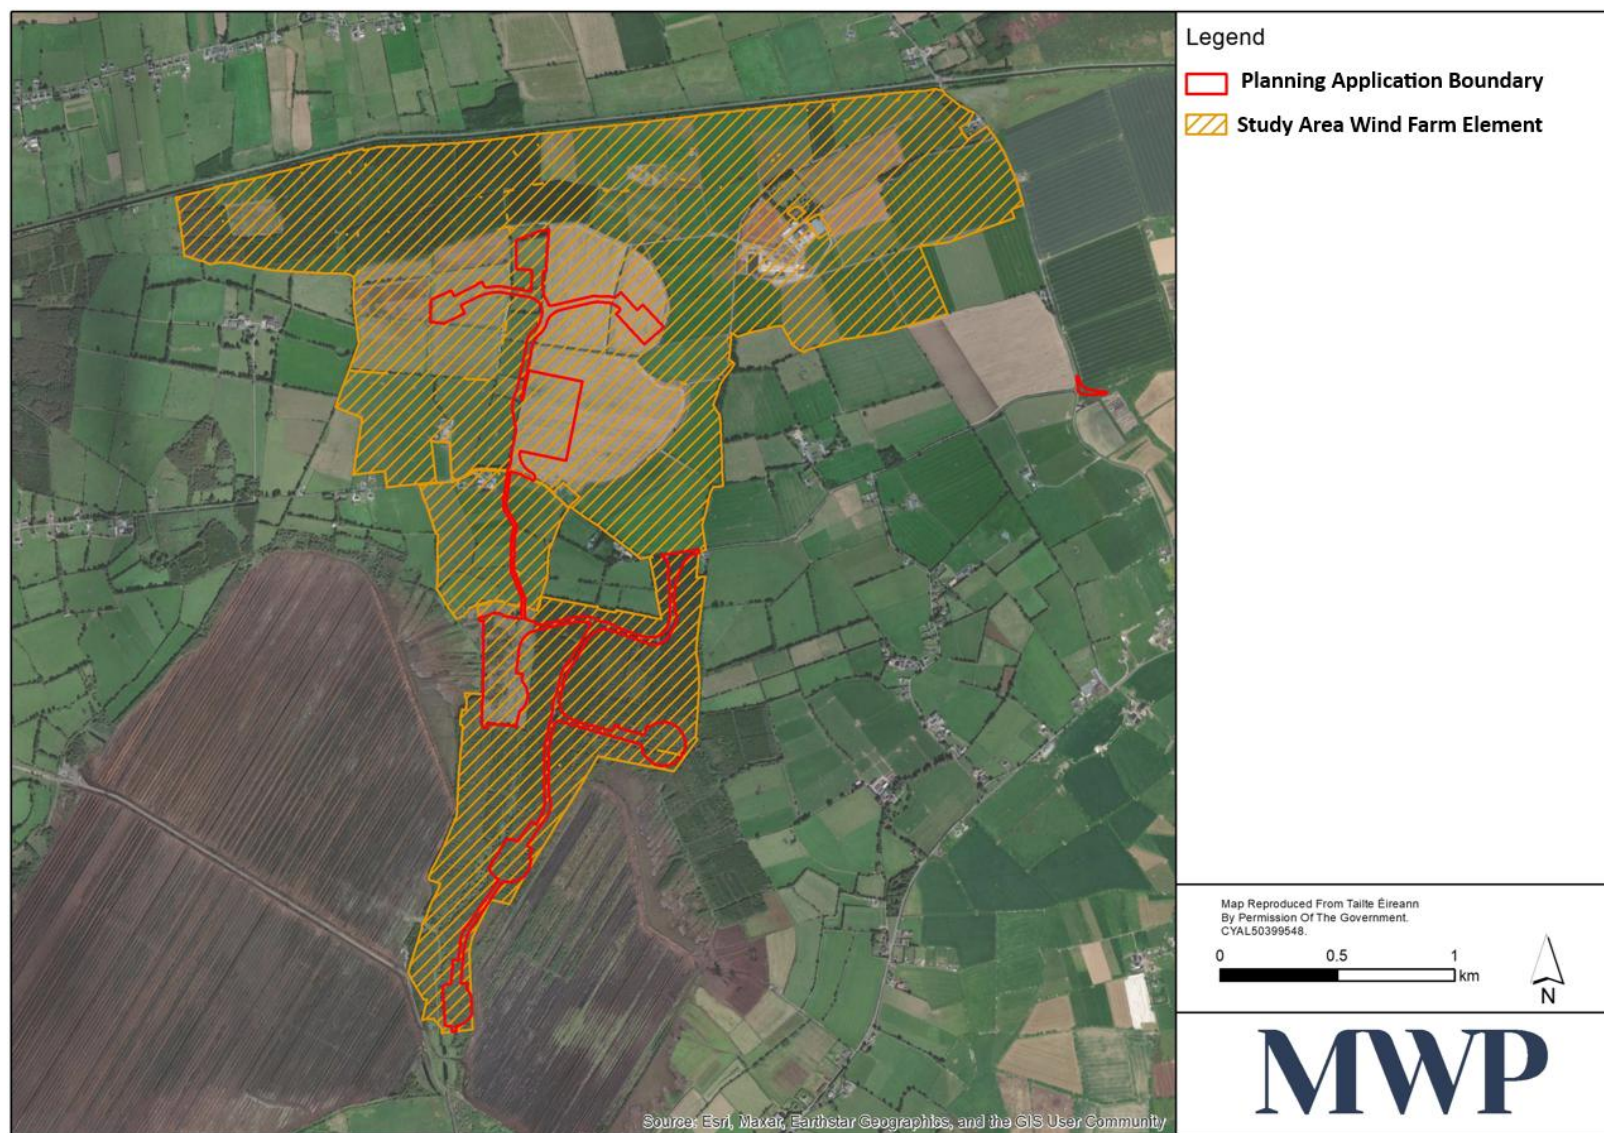 Legend
Planning Application Boundary
Study Area Wind Farm Element
Map Reproduced From Tailte Éireann
By Permission Of The Government.
CYAL50399548.
0 0.5 1
km
N
MWP
Source: Esri, Maxar, Earthstar Geographics, and the GIS User Community